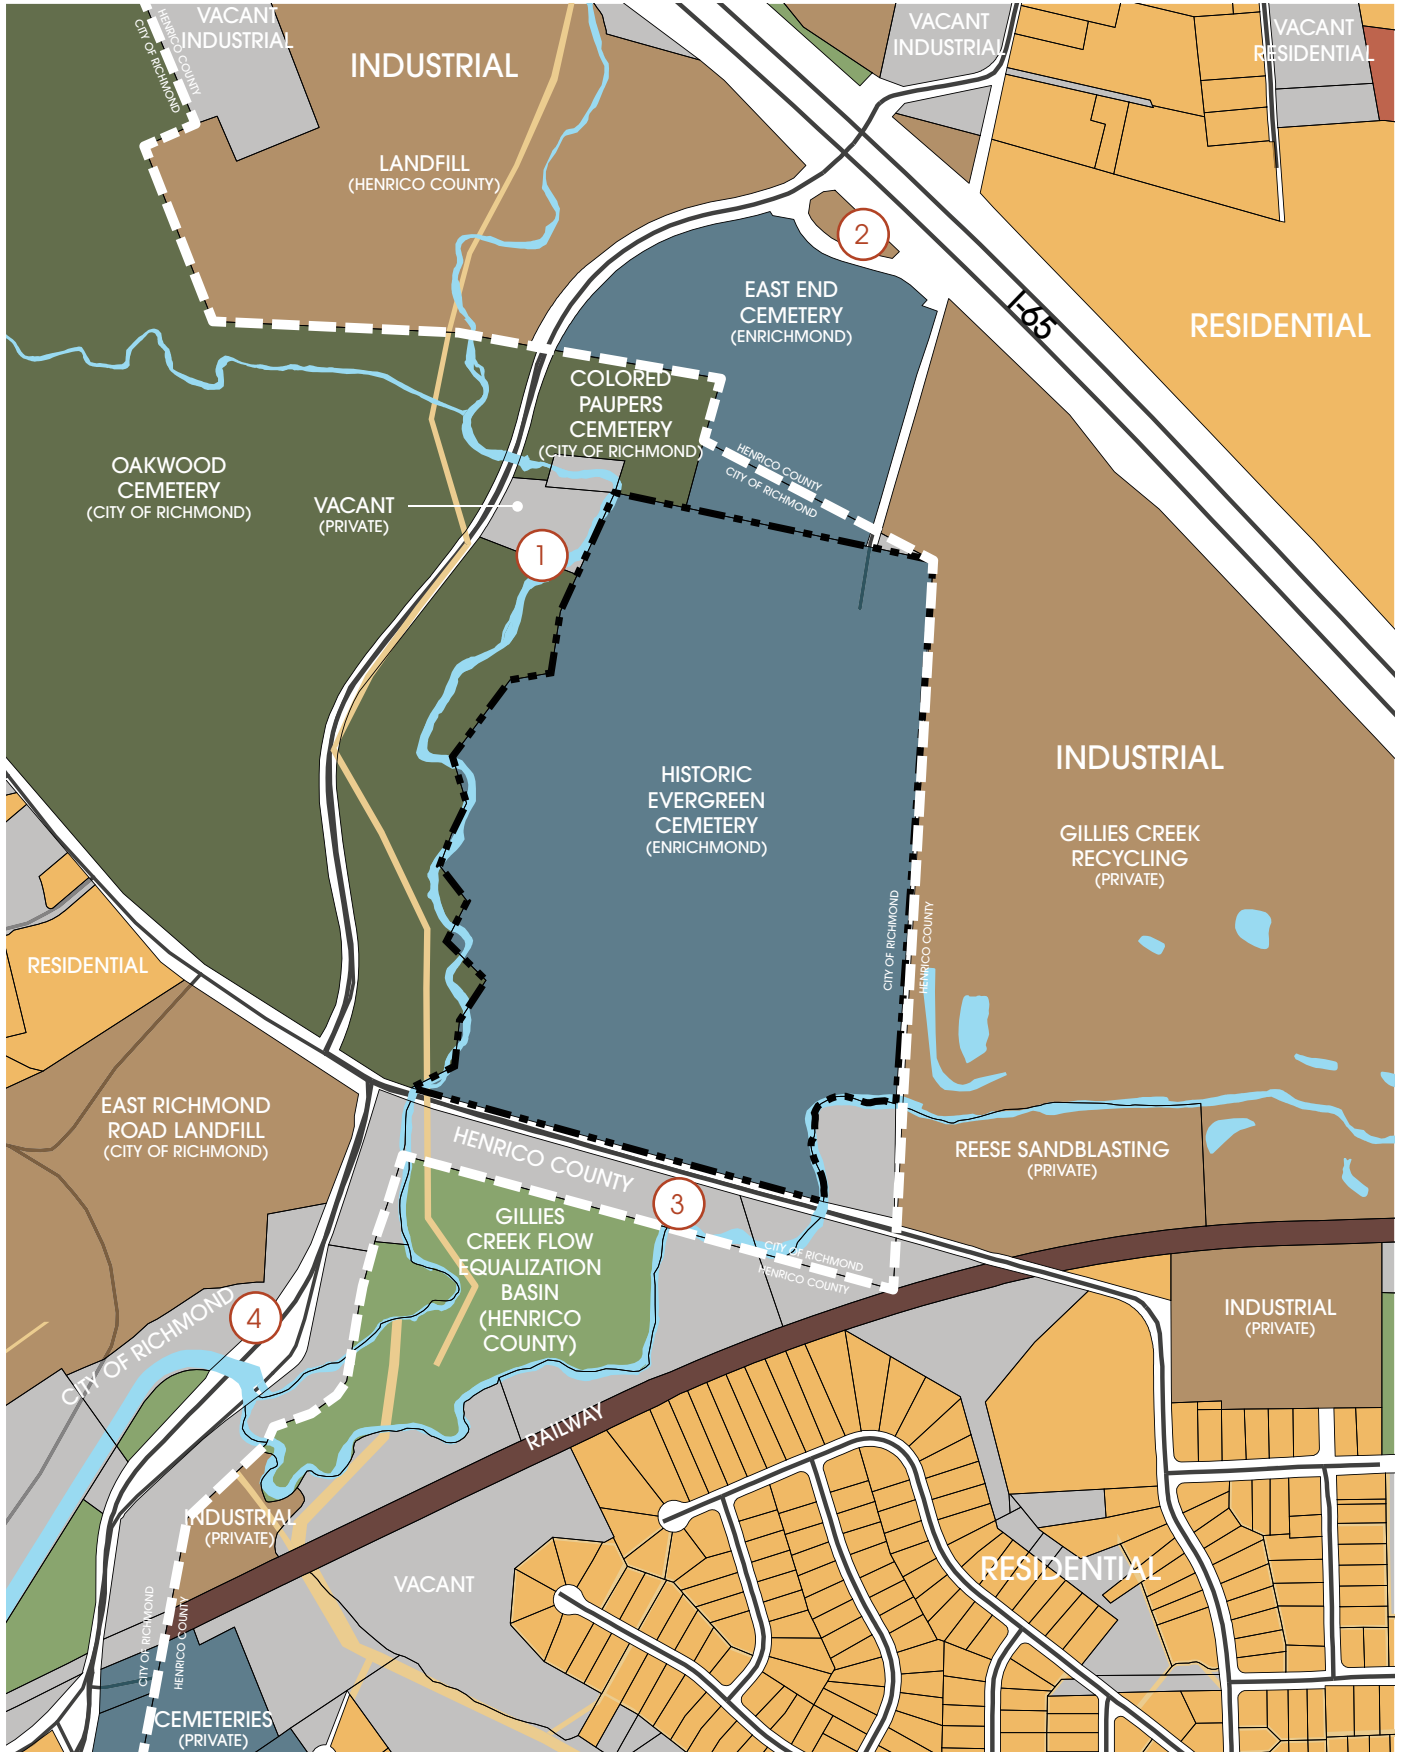 VACANT
INDUSTRIAL
HENRICO COUNTY
CITY OF RICHMOND
INDUSTRIAL
LANDFILL
(HENRICO COUNTY)
VACANT
INDUSTRIAL
VACANT
RESIDENTIAL
2
EAST END
CEMETERY
(ENRICHMOND)
I-65
RESIDENTIAL
COLORED
PAUPERS
CEMETERY
(CITY OF RICHMOND)
HENRICO COUNTY
CITY OF RICHMOND
OAKWOOD
CEMETERY
(CITY OF RICHMOND)
VACANT
(PRIVATE)
1
HISTORIC
EVERGREEN
CEMETERY
(ENRICHMOND)
INDUSTRIAL
GILLIES CREEK
RECYCLING
(PRIVATE)
CITY OF RICHMOND
HENRICO COUNTY
RESIDENTIAL
EAST RICHMOND
ROAD LANDFILL
(CITY OF RICHMOND)
HENRICO COUNTY
REESE SANDBLASTING
(PRIVATE)
3
GILLIES
CREEK FLOW
EQUALIZATION
BASIN
(HENRICO
COUNTY)
CITY OF RICHMOND
HENRICO COUNTY
4
CITY OF RICHMOND
INDUSTRIAL
(PRIVATE)
RAILWAY
INDUSTRIAL
(PRIVATE)
VACANT
RESIDENTIAL
CITY OF RICHMOND
HENRICO COUNTY
CEMETERIES
(PRIVATE)